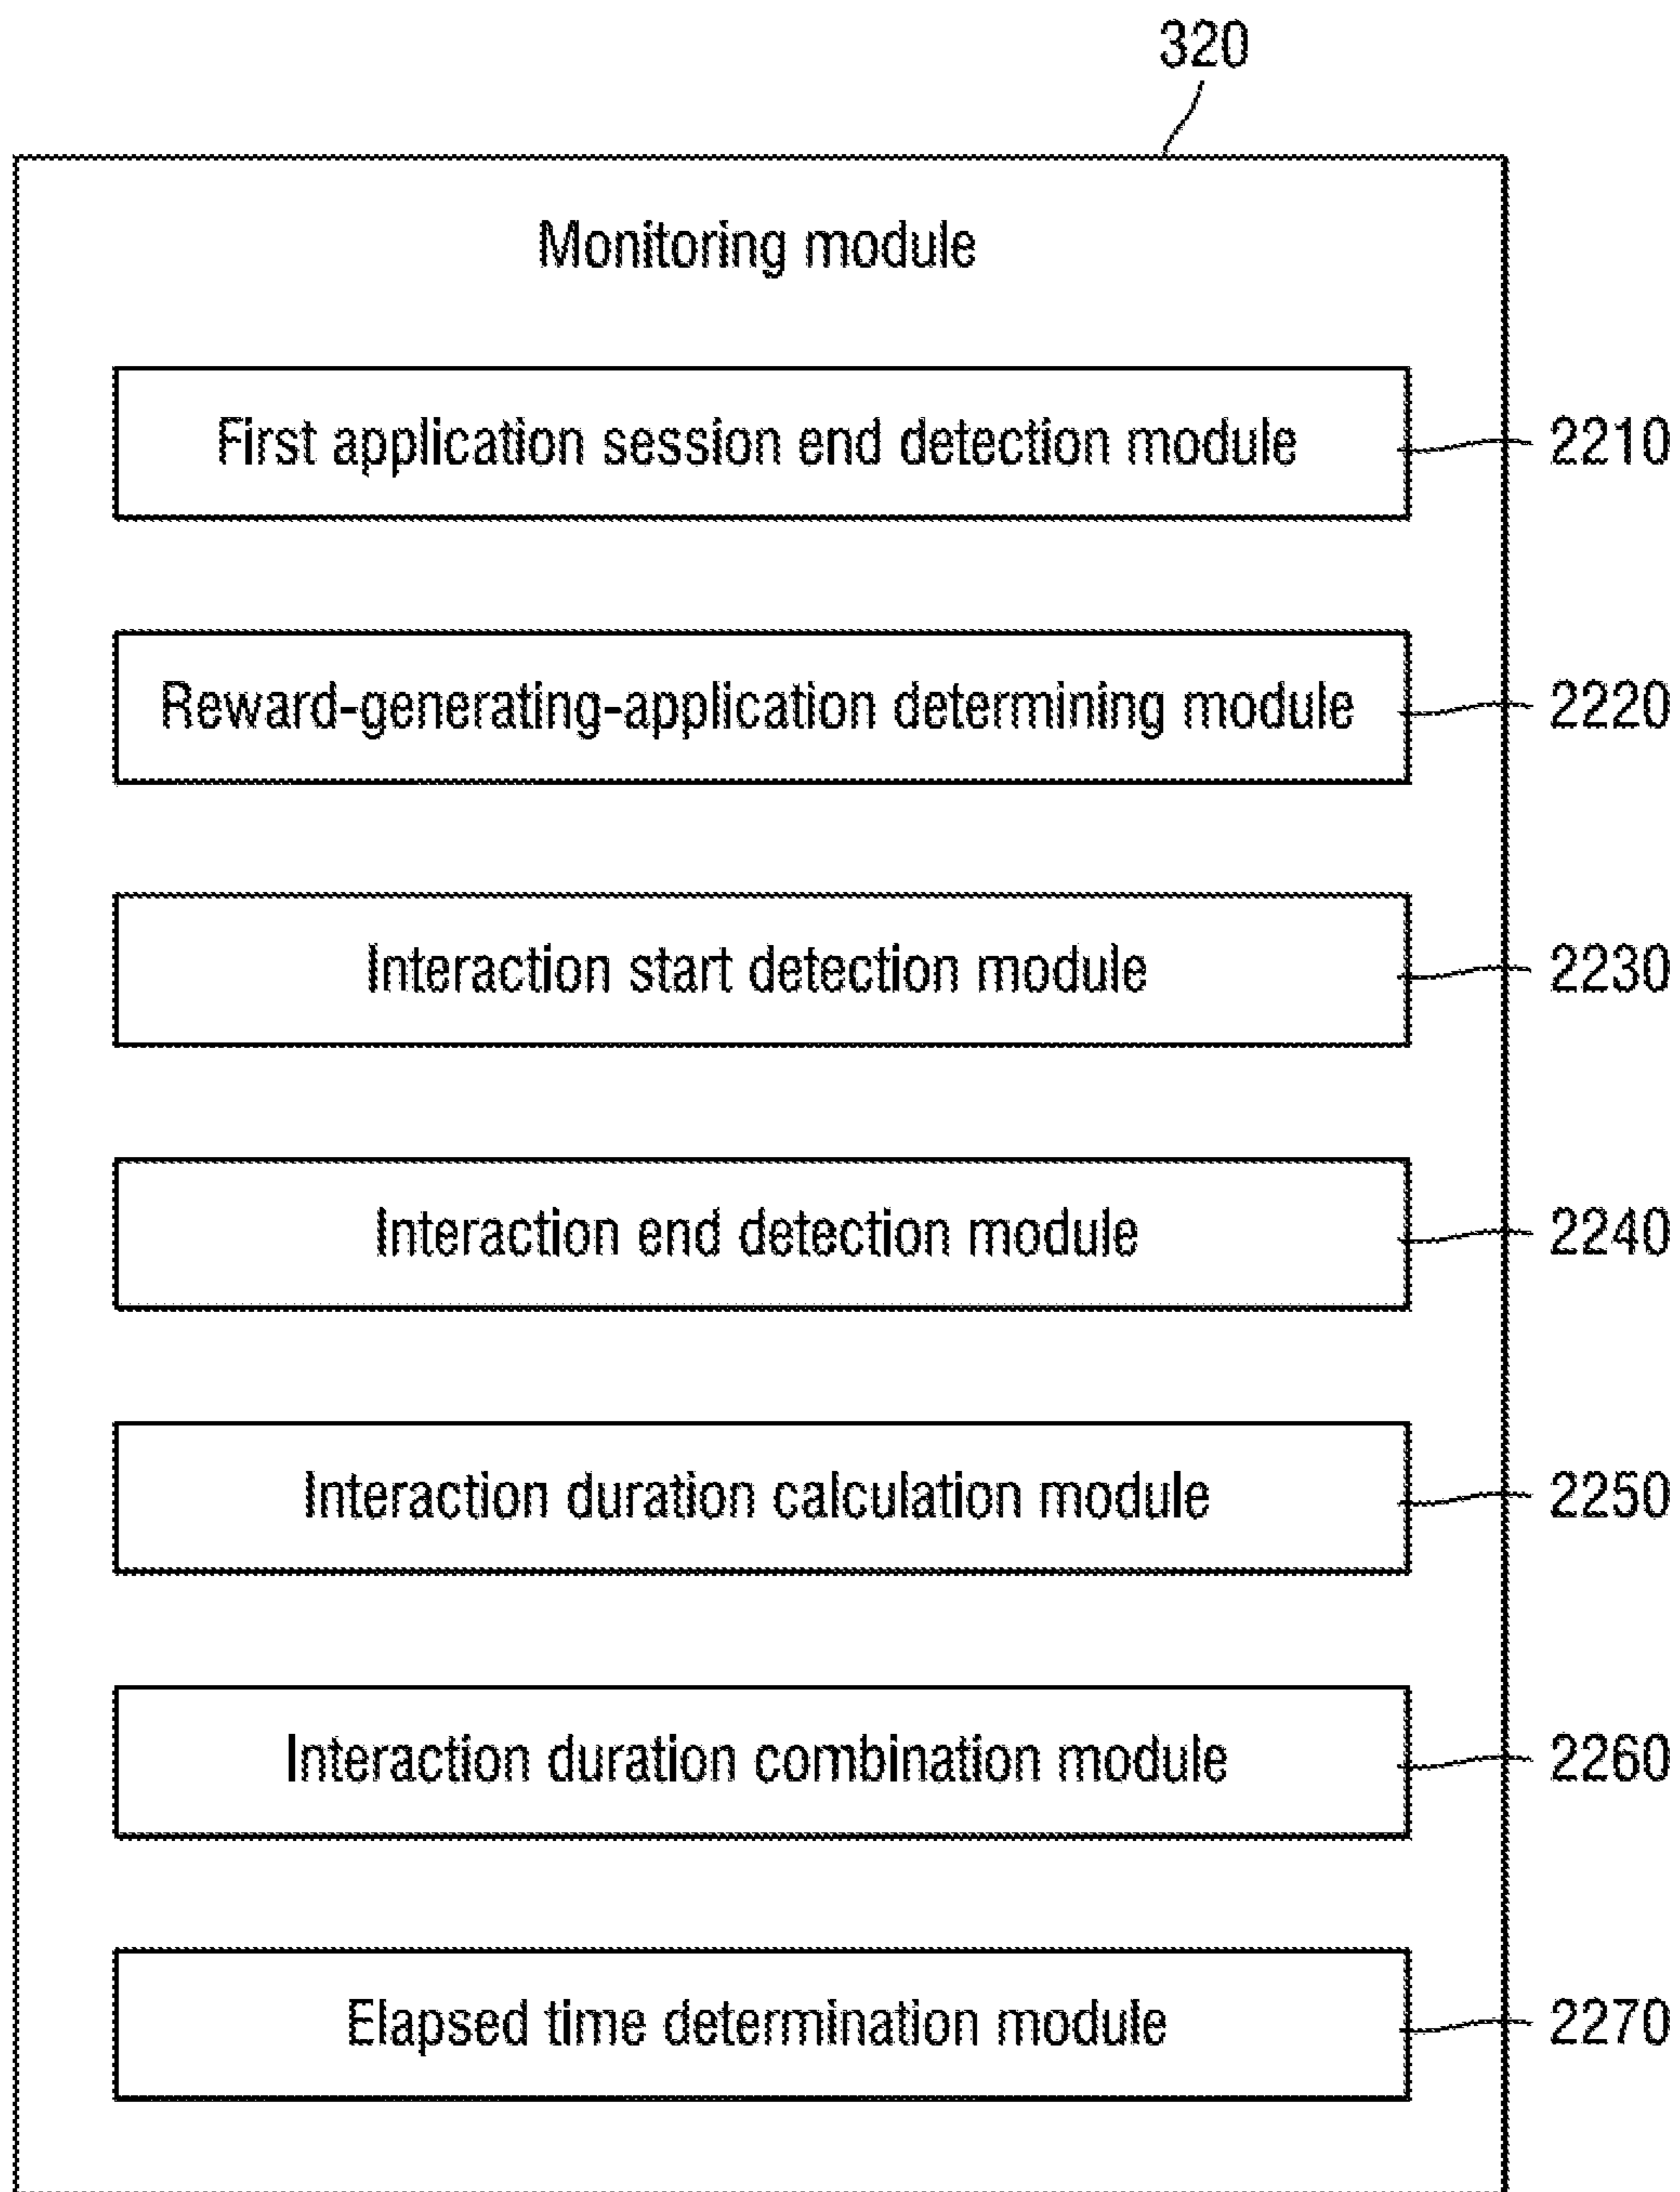 320
Monitoring module
First application session end detection module 2210
Reward-generating-application determining module 2220
Interaction start detection module 2230
Interaction end detection module 2240
Interaction duration calculation module 2250
Interaction duration combination module 2260
Elapsed time determination module 2270